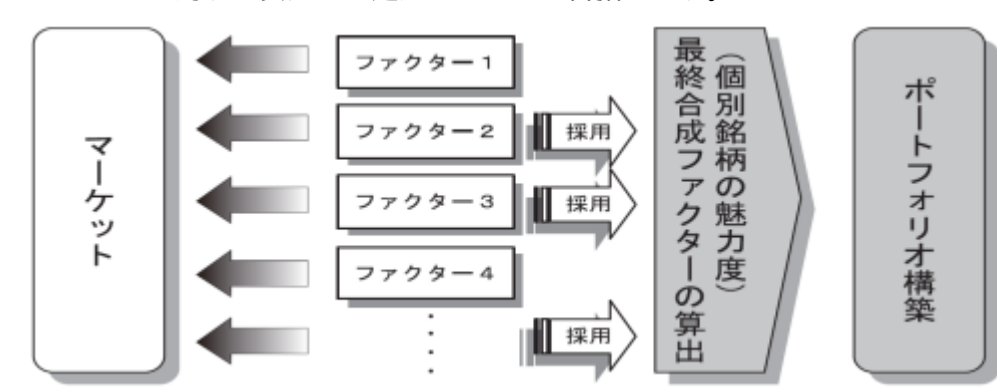 マーケット
ファクター1
ファクター2
採用
ファクター3
採用
ファクター4
採用
(個別銘柄の魅力度)
最終合成ファクターの算出
ポートフォリオ構築